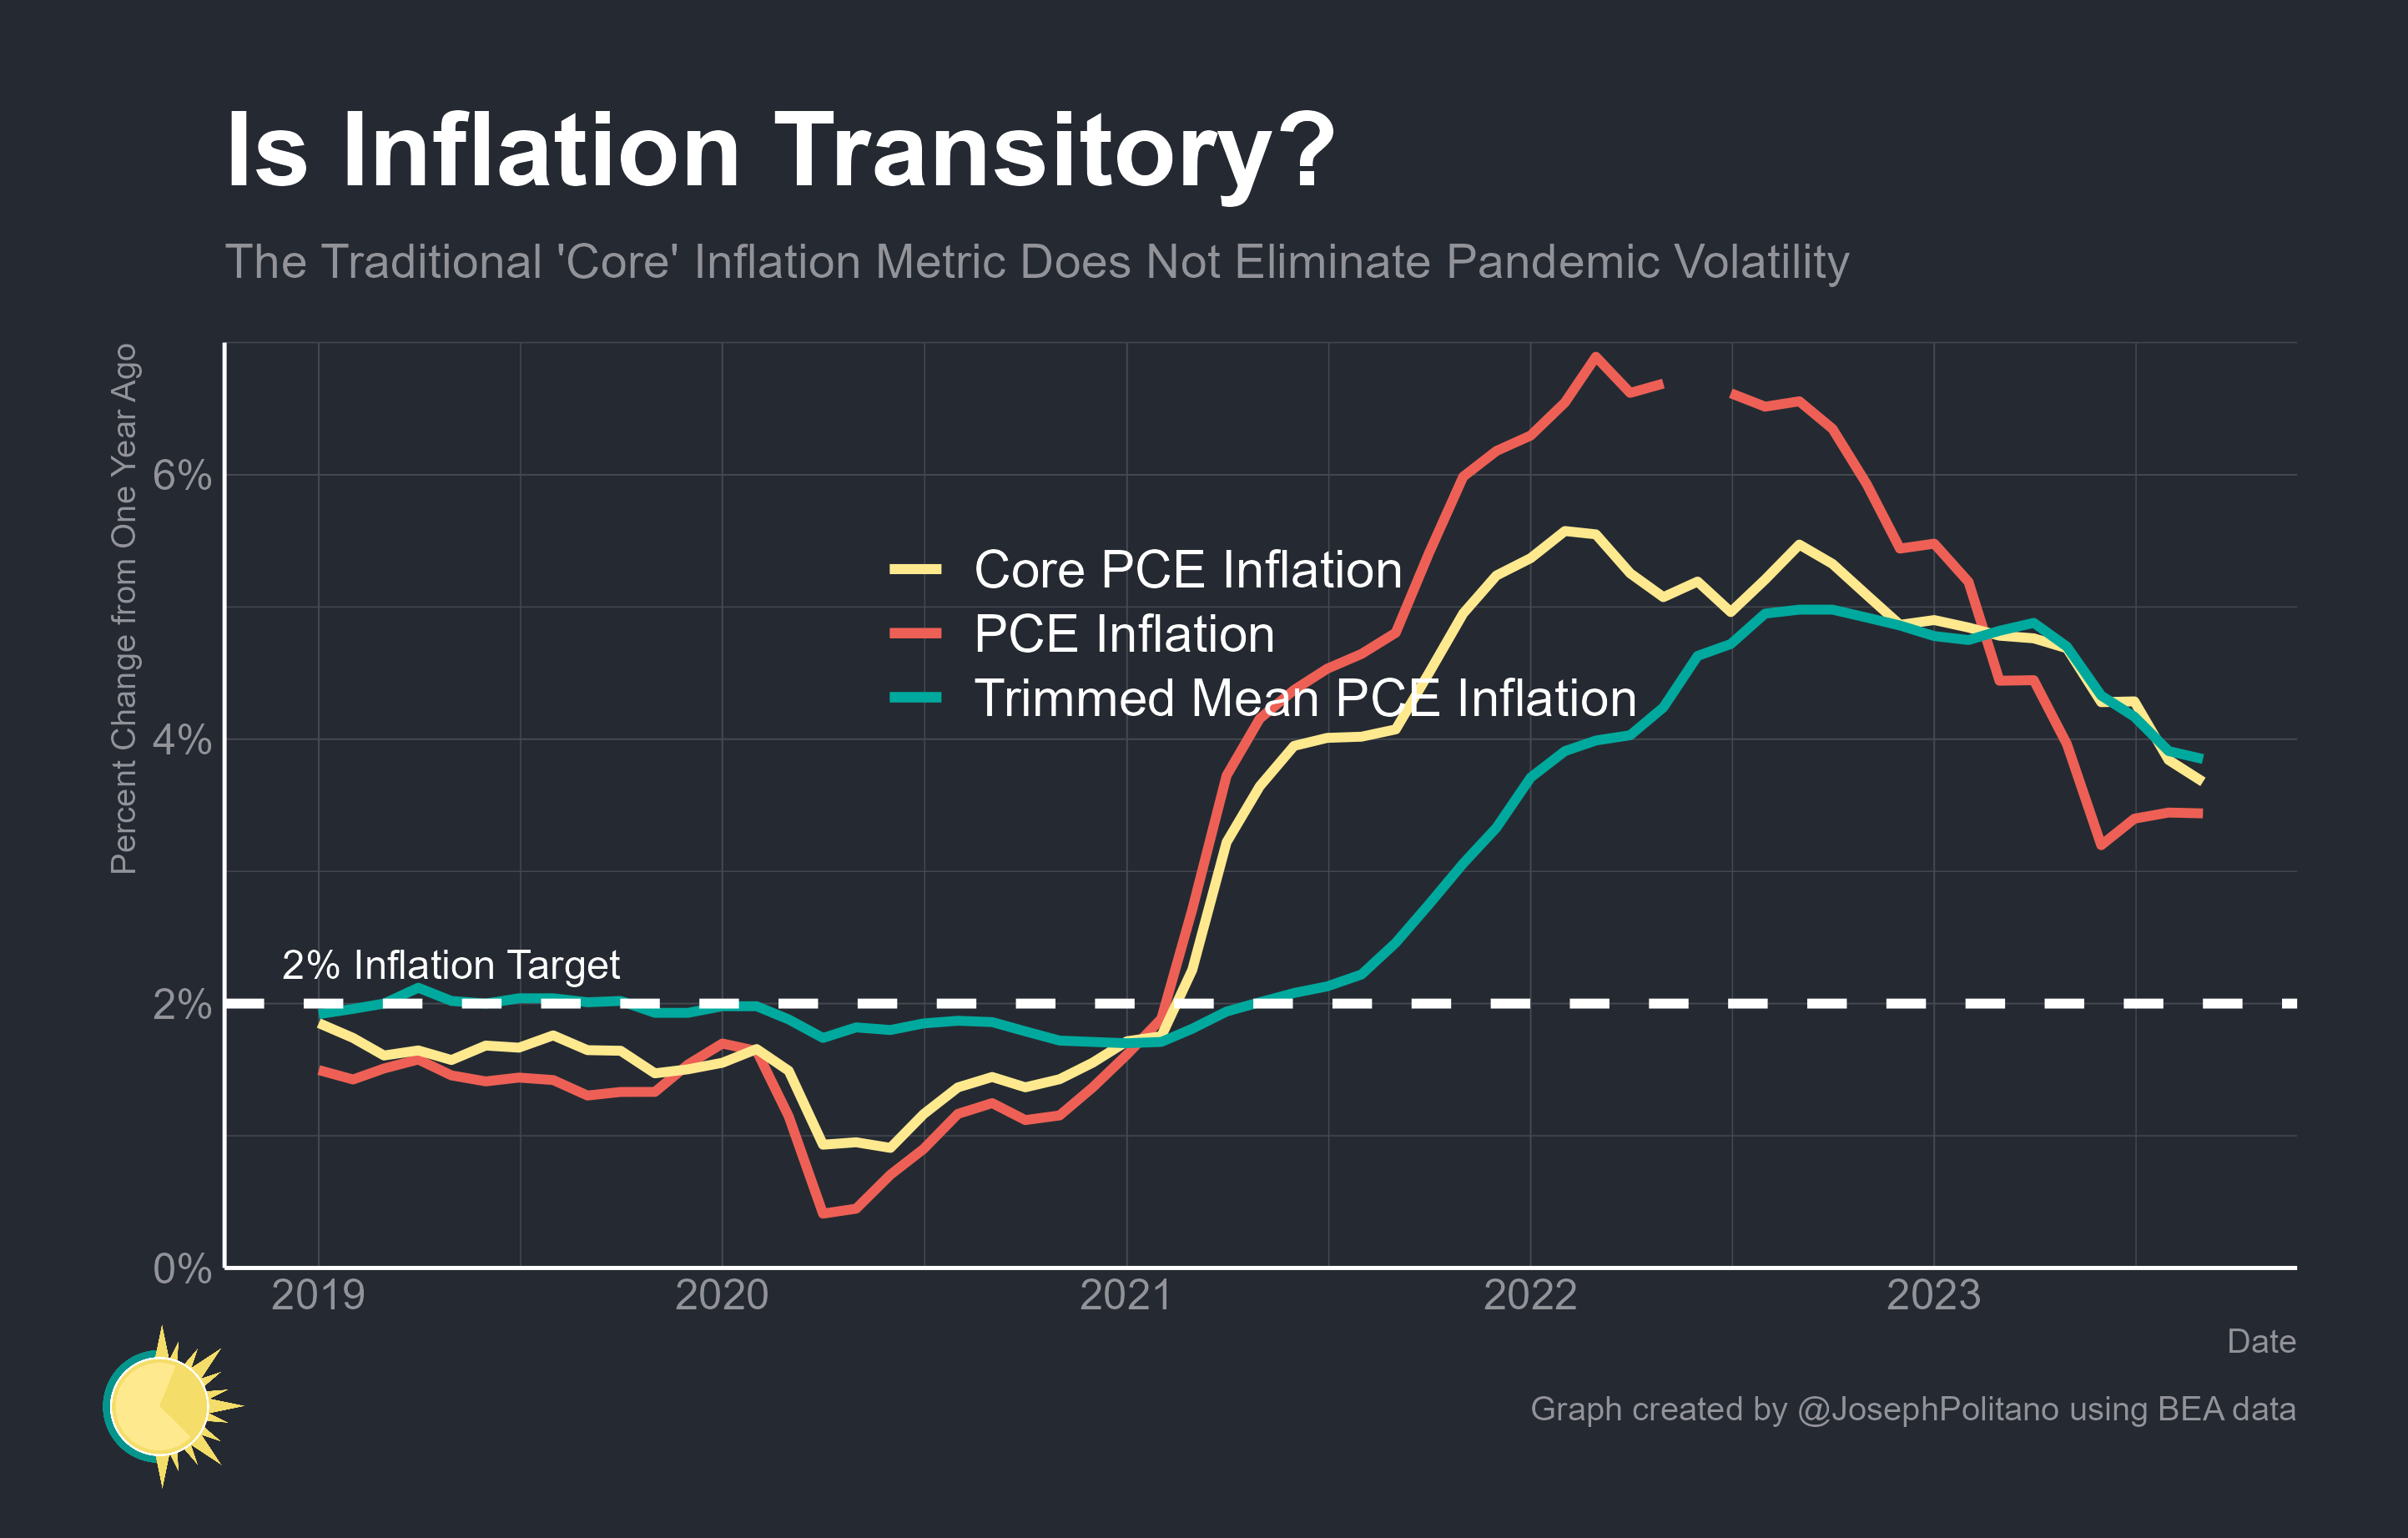 Is Inflation Transitory?
The Traditional 'Core' Inflation Metric Does Not Eliminate Pandemic Volatility
Percent Change from One Year Ago
6%
4%
2%
0%
Core PCE Inflation
PCE Inflation
Trimmed Mean PCE Inflation
2% Inflation Target
2019
2020
2021
2022
2023
Date
Graph created by @JosephPolitano using BEA data